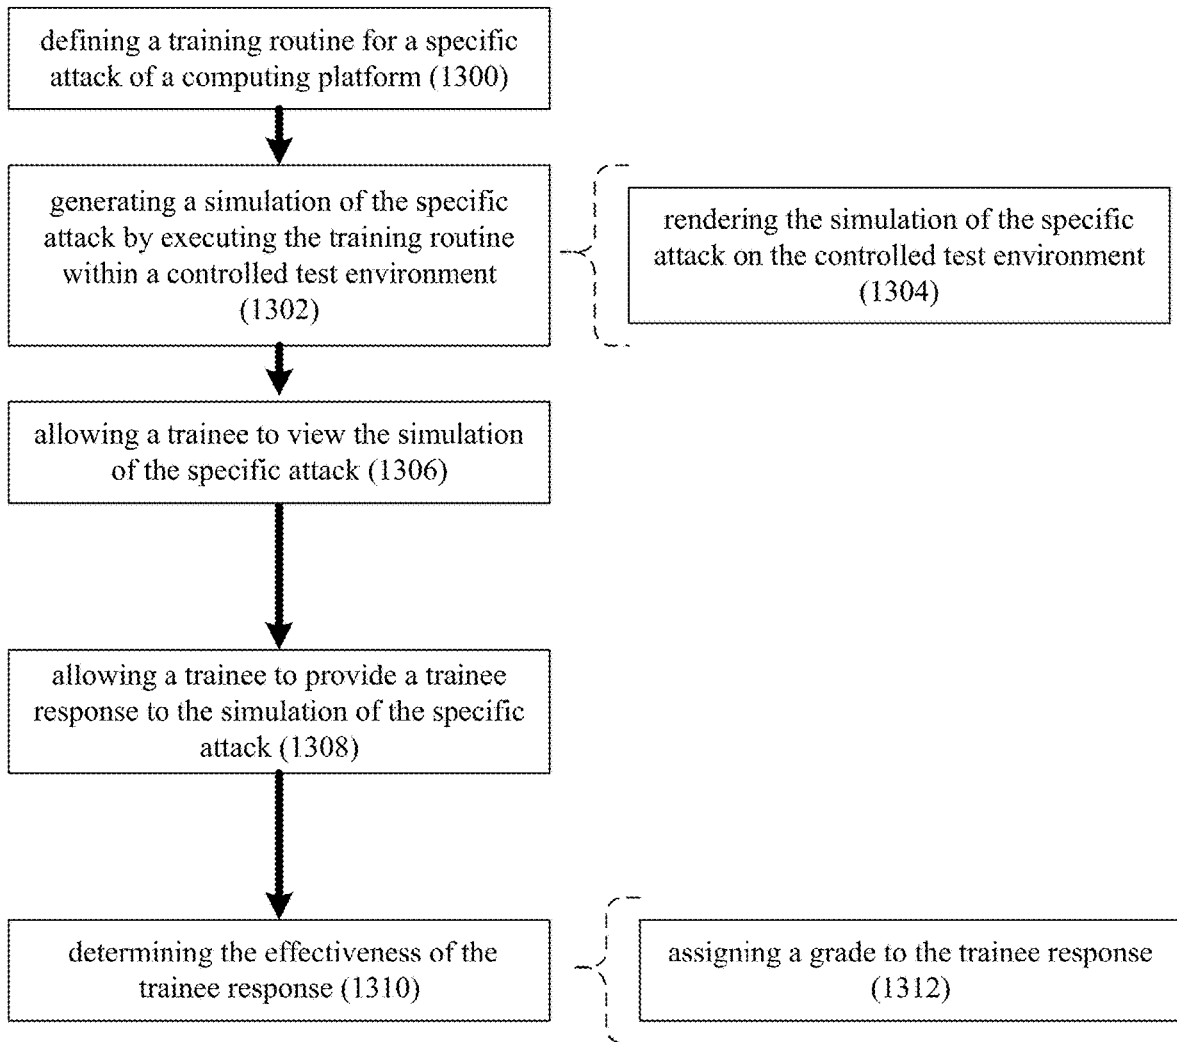 defining a training routine for a specific
attack of a computing platform (1300)
generating a simulation of the specific
attack by executing the training routine
within a controlled test environment
(1302)
rendering the simulation of the specific
attack on the controlled test environment
(1304)
allowing a trainee to view the simulation
of the specific attack (1306)
allowing a trainee to provide a trainee
response to the simulation of the specific
attack (1308)
determining the effectiveness of the
trainee response (1310)
assigning a grade to the trainee response
(1312)